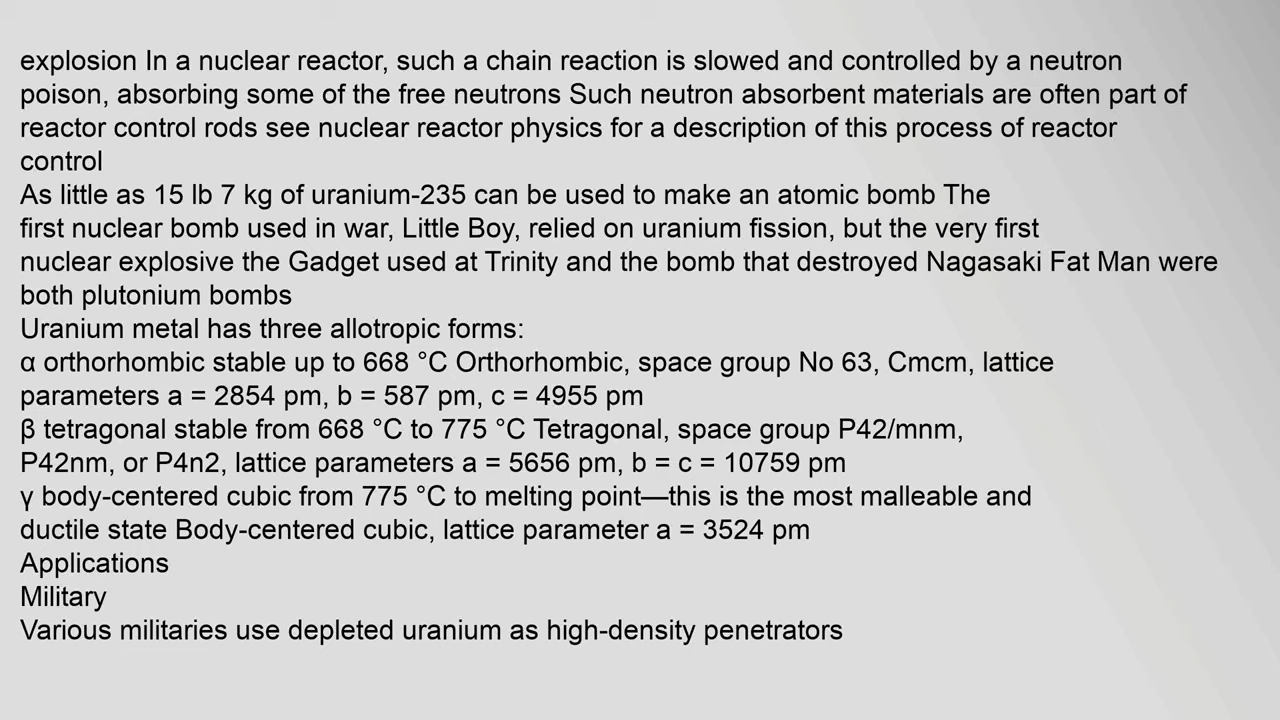 explosion In a nuclear reactor, such a chain reaction is slowed and controlled by a neutron
poison, absorbing some of the free neutrons Such neutron absorbent materials are often part of
reactor control rods see nuclear reactor physics for a description of this process of reactor
control
As little as 15 lb 7 kg of uranium-235 can be used to make an atomic bomb The
first nuclear bomb used in war, Little Boy, relied on uranium fission, but the very first
nuclear explosive the Gadget used at Trinity and the bomb that destroyed Nagasaki Fat Man were
both plutonium bombs
Uranium metal has three allotropic forms:
α orthorhombic stable up to 668 °C Orthorhombic, space group No 63, Cmcm, lattice
parameters a = 2854 pm, b = 587 pm, c = 4955 pm
β tetragonal stable from 668 °C to 775 °C Tetragonal, space group P42/mnm,
P42nm, or P4n2, lattice parameters a = 5656 pm, b = c = 10759 pm
γ body-centered cubic from 775 °C to melting point—this is the most malleable and
ductile state Body-centered cubic, lattice parameter a = 3524 pm
Applications
Military
Various militaries use depleted uranium as high-density penetrators